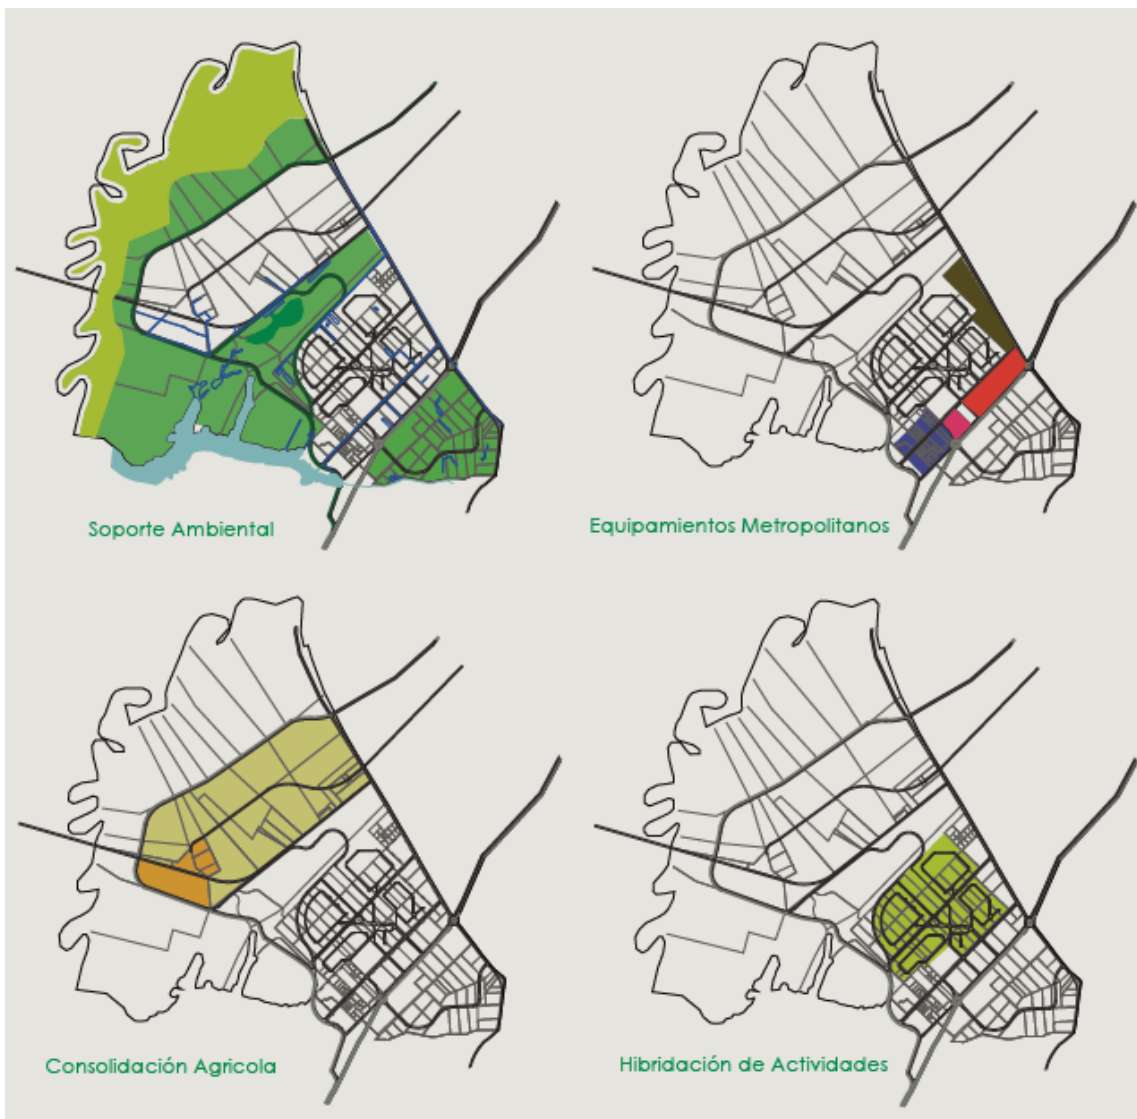 Soporte Ambiental
Equipamientos Metropolitanos
Consolidación Agricola
Hibridación de Actividades